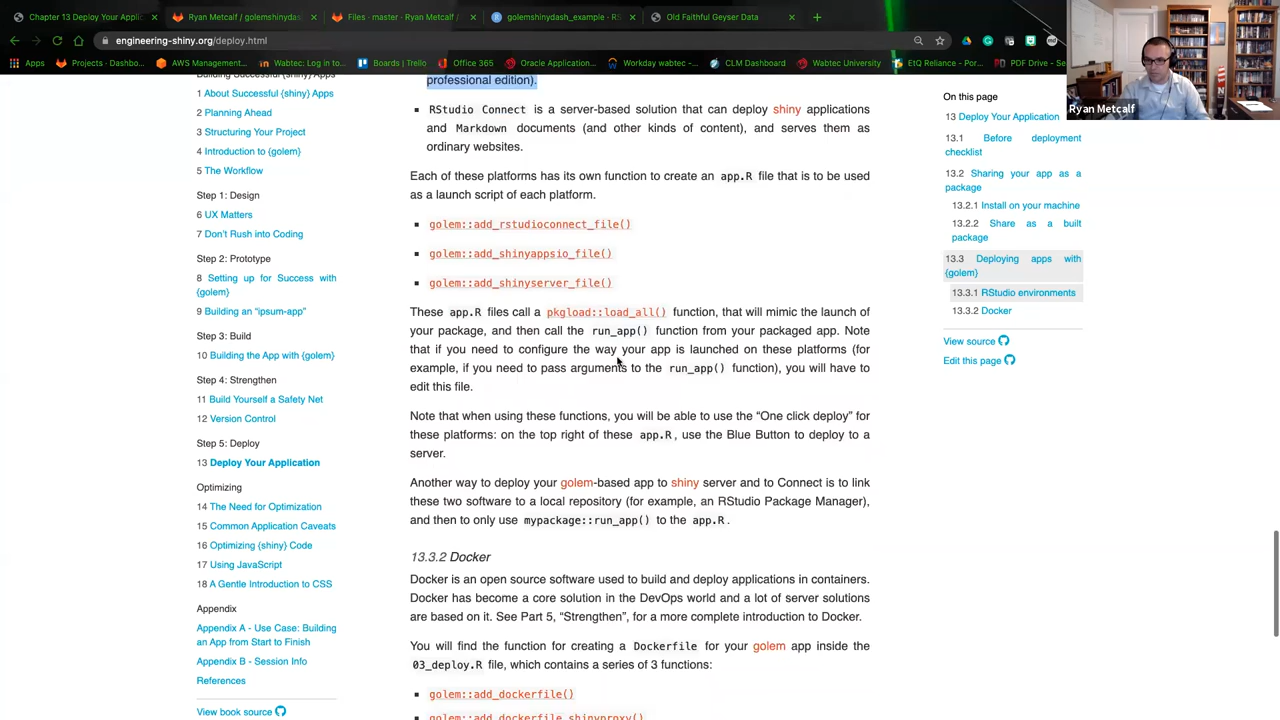 Chapter 13 Deploy Your Applic
Ryan Metcalf / golemshinydas
Files · master · Ryan Metcalf /
golemshinydash_example - RS
Old Faithful Geyser Data
engineering-shiny.org/deploy.html
Apps
Projects · Dashbo...
AWS Management...
Wabtec: Log in to...
Boards | Trello
Office 365
Oracle Application...
Workday wabtec -...
CLM Dashboard
Wabtec University
EtQ Reliance - Por...
PDF Drive - Se
Ryan Metcalf
Building Successful {shiny} Apps
1 About Successful {shiny} Apps
2 Planning Ahead
3 Structuring Your Project
4 Introduction to {golem}
5 The Workflow
Step 1: Design
6 UX Matters
7 Don't Rush into Coding
Step 2: Prototype
8 Setting up for Success with
{golem}
9 Building an "ipsum-app"
Step 3: Build
10 Building the App with {golem}
Step 4: Strengthen
11 Build Yourself a Safety Net
12 Version Control
Step 5: Deploy
13 Deploy Your Application
Optimizing
14 The Need for Optimization
15 Common Application Caveats
16 Optimizing {shiny} Code
17 Using JavaScript
18 A Gentle Introduction to CSS
Appendix
Appendix A - Use Case: Building
an App from Start to Finish
Appendix B - Session Info
References
View book source
professional edition).
RStudio Connect is a server-based solution that can deploy shiny applications
and Markdown documents (and other kinds of content), and serves them as
ordinary websites.
Each of these platforms has its own function to create an app.R file that is to be used
as a launch script of each platform.
golem::add_rstudioconnect_file()
golem::add_shinyappsio_file()
golem::add_shinyserver_file()
These app.R files call a pkgload::load_all() function, that will mimic the launch of
your package, and then call the run_app() function from your packaged app. Note
that if you need to configure the way your app is launched on these platforms (for
example, if you need to pass arguments to the run_app() function), you will have to
edit this file.
Note that when using these functions, you will be able to use the "One click deploy" for
these platforms: on the top right of these app.R, use the Blue Button to deploy to a
server.
Another way to deploy your golem-based app to shiny server and to Connect is to link
these two software to a local repository (for example, an RStudio Package Manager),
and then to only use mypackage::run_app() to the app.R.
13.3.2 Docker
Docker is an open source software used to build and deploy applications in containers.
Docker has become a core solution in the DevOps world and a lot of server solutions
are based on it. See Part 5, "Strengthen", for a more complete introduction to Docker.
You will find the function for creating a Dockerfile for your golem app inside the
03_deploy.R file, which contains a series of 3 functions:
golem::add_dockerfile()
golem::add_dockerfile_shinyproxy()
On this page
13 Deploy Your Application
13.1 Before deployment
checklist
13.2 Sharing your app as a
package
13.2.1 Install on your machine
13.2.2 Share as a built
package
13.3 Deploying apps with
{golem}
13.3.1 RStudio environments
13.3.2 Docker
View source
Edit this page